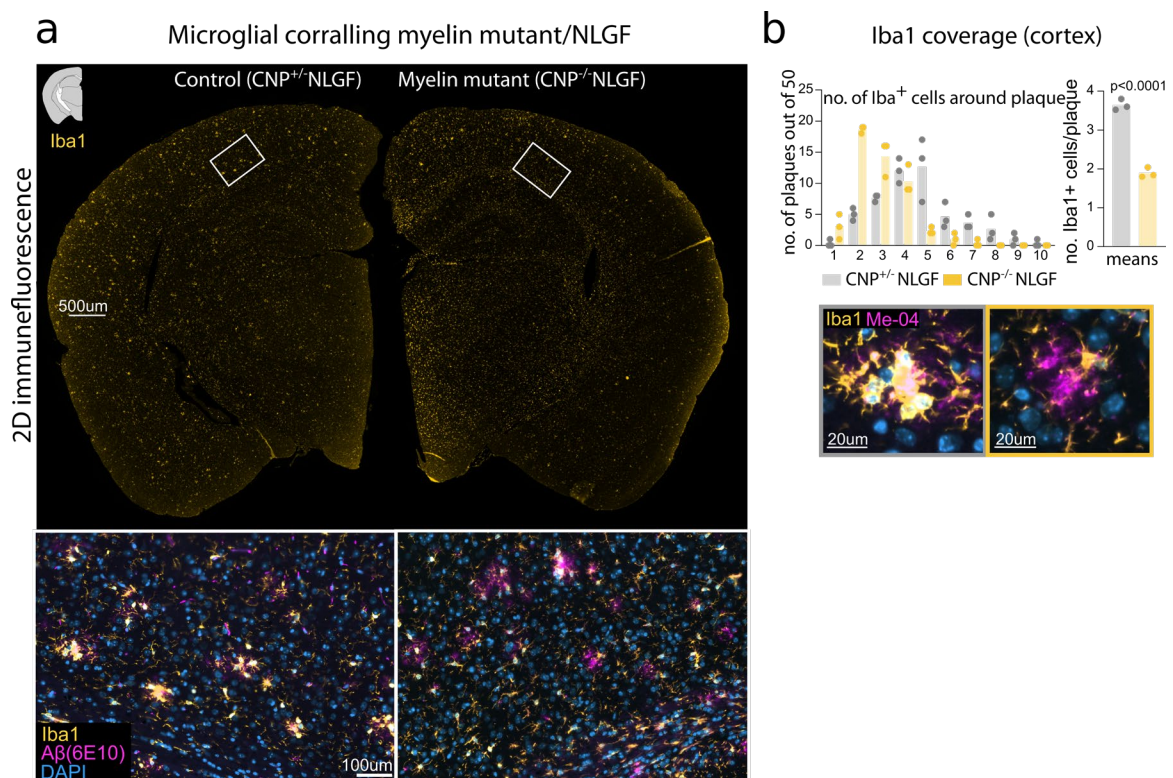 a
Microglial corralling myelin mutant/NLGF
Control (CNP+/-NLGF)
Myelin mutant (CNP-/-NLGF)
Iba1
2D immunefluorescence
500um
Iba1
Aβ(6E10)
DAPI
100um
b
Iba1 coverage (cortex)
no. of Iba+ cells around plaque
no. of plaques out of 50
25
20
15
10
5
0
1 2 3 4 5 6 7 8 9 10
CNP+/-NLGF CNP-/-NLGF
p<0.0001
no. Iba1+ cells/plaque
4
3
2
1
0
means
Iba1 Me-04
20um
20um